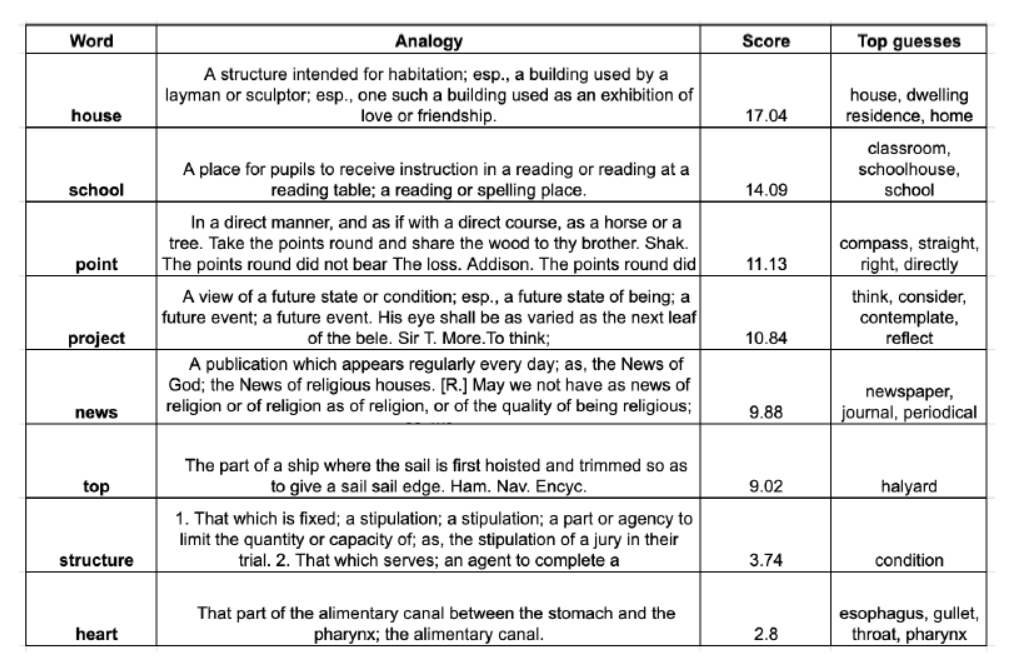 Word Analogy Score Top guesses
A structure intended for habitation; esp., a building used by a
layman or sculptor; esp., one such a building used as an exhibition of
love or friendship.
house 17.04
house, dwelling
residence, home
A place for pupils to receive instruction in a reading or reading at a
reading table; a reading or spelling place.
school 14.09
classroom,
schoolhouse,
school
In a direct manner, and as if with a direct course, as a horse or a
tree. Take the points round and share the wood to thy brother. Shak.
The points round did not bear The loss. Addison. The points round did
point 11.13
compass, straight,
right, directly
A view of a future state or condition; esp., a future state of being; a
future event; a future event. His eye shall be as varied as the next leaf
of the bele. Sir T. More.To think;
project 10.84
think, consider,
contemplate,
reflect
A publication which appears regularly every day; as, the News of
God; the News of religious houses. [R.] May we not have as news of
religion or of religion as of religion, or of the quality of being religious;
news 9.88
newspaper,
journal, periodical
The part of a ship where the sail is first hoisted and trimmed so as
to give a sail sail edge. Ham. Nav. Encyc.
top 9.02
halyard
1. That which is fixed; a stipulation; a stipulation; a part or agency to
limit the quantity or capacity of; as, the stipulation of a jury in their
trial. 2. That which serves; an agent to complete a
structure 3.74
condition
That part of the alimentary canal between the stomach and the
pharynx; the alimentary canal.
heart 2.8
esophagus, gullet,
throat, pharynx